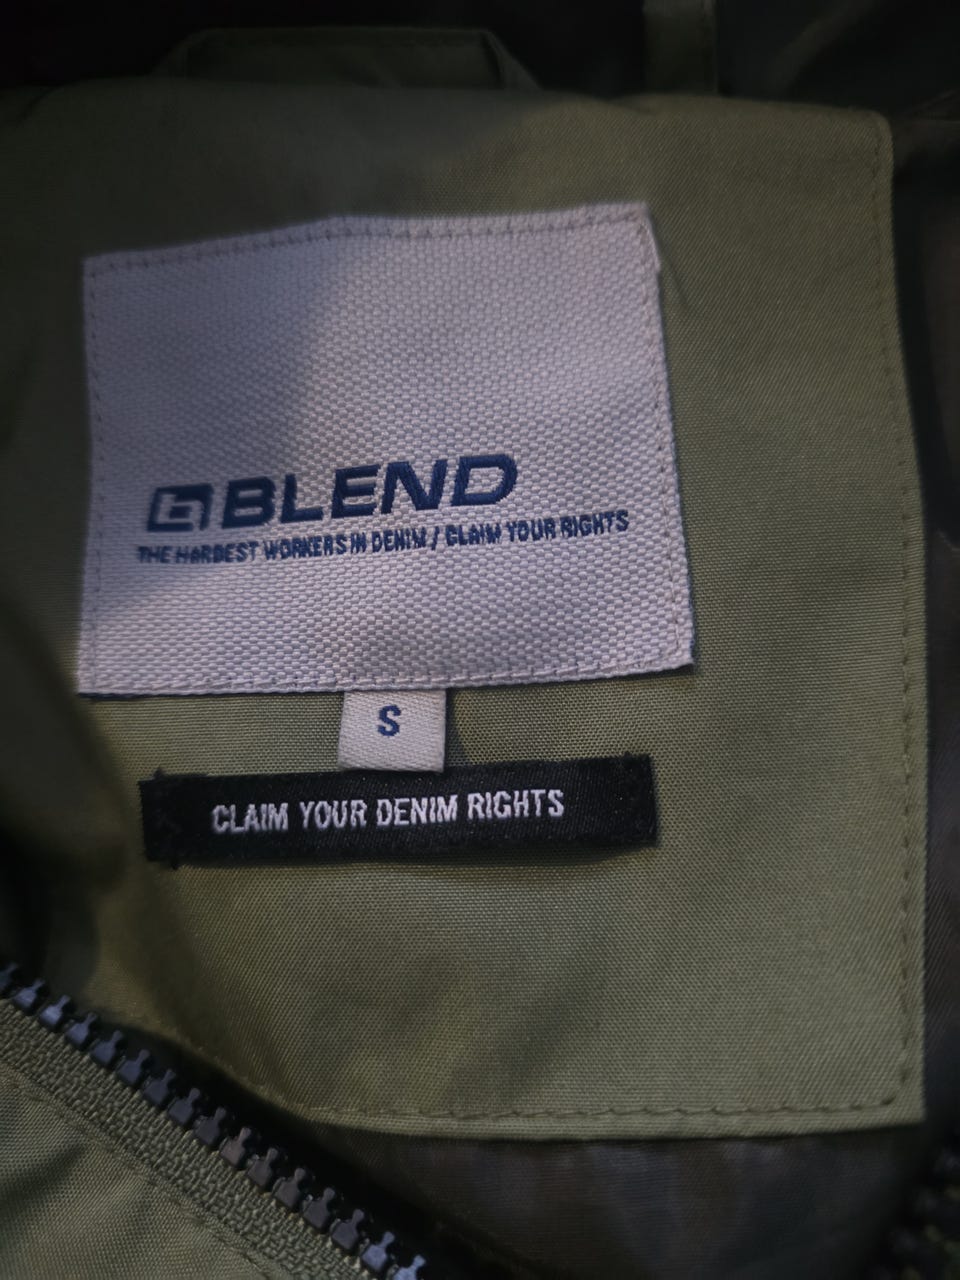 BLEND
THE HARDEST WORKERS IN DENIM / CLAIM YOUR RIGHTS
S
CLAIM YOUR DENIM RIGHTS